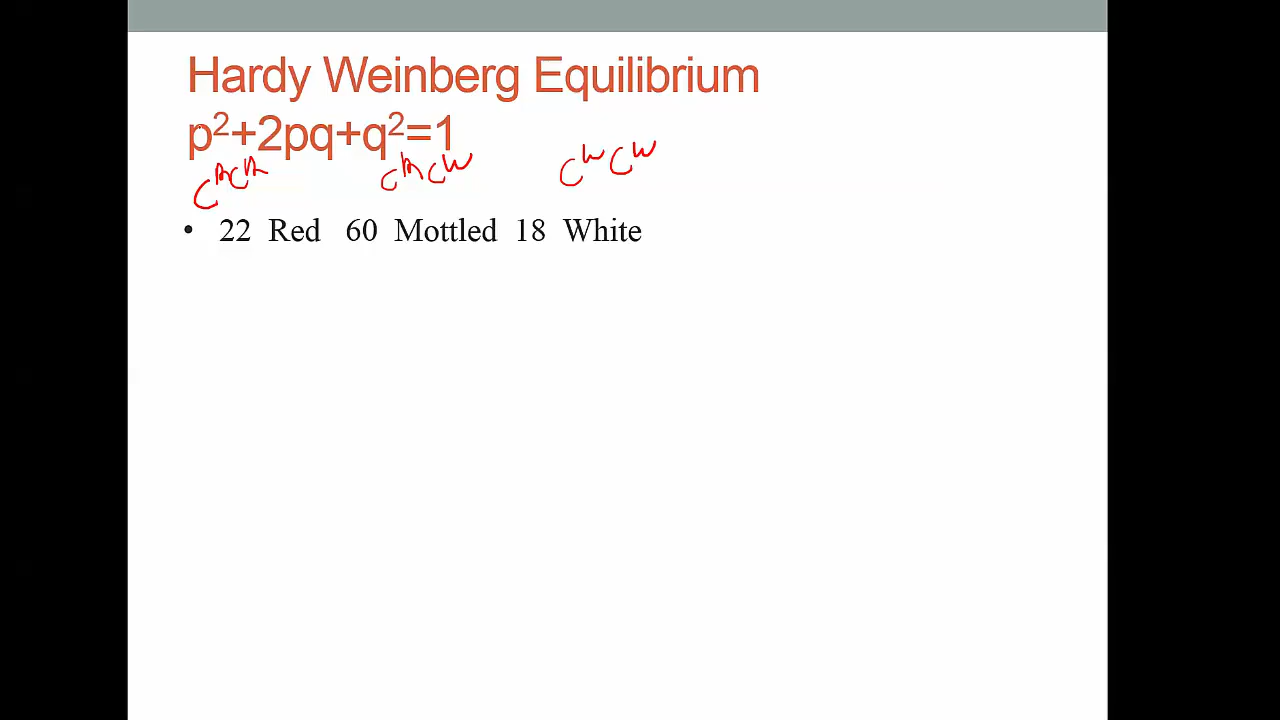 Hardy Weinberg Equilibrium
p²+2pq+q²=1
CᴿCᴿ CᴿCᵂ CᵂCᵂ
• 22 Red 60 Mottled 18 White